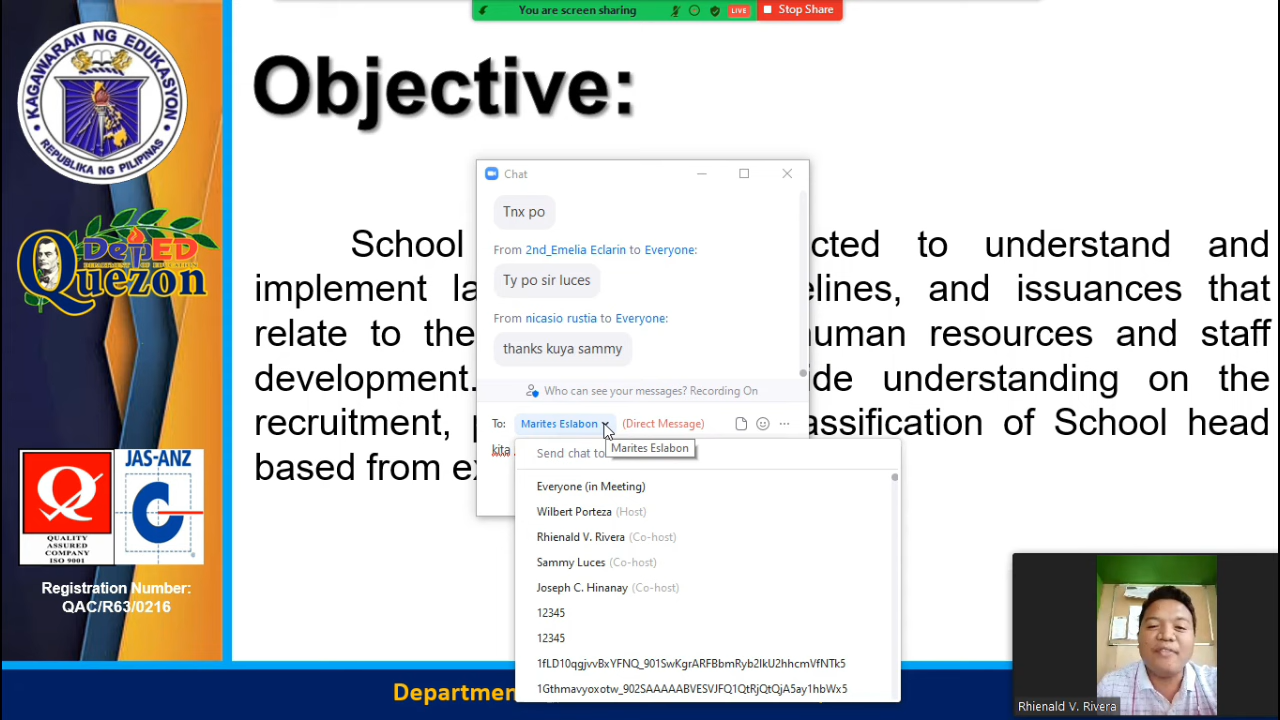 You are screen sharing
LIVE
Stop Share
KAGAWARAN NG EDUKASYON
REPUBLIKA NG PILIPINAS
Objective:
DepED
Quezon
Chat
Tnx po
From 2nd_Emelia Eclarin to Everyone:
Ty po sir luces
From nicasio rustia to Everyone:
thanks kuya sammy
Who can see your messages? Recording On
To: Marites Eslabon (Direct Message)
kita
Marites Eslabon
Send chat to
Everyone (in Meeting)
Wilbert Porteza (Host)
Rhienald V. Rivera (Co-host)
Sammy Luces (Co-host)
Joseph C. Hinanay (Co-host)
12345
12345
1fLD10qgjvvBxYFNQ_901SwKgrARFBbmRyb2lkU2hhcmVfNTk5
1Gthmavyoxotw_902SAAAAABVESVJFQ1QtRjQtQjA5ay1hbWx5
School cted to understand and
implement la elines, and issuances that
relate to the human resources and staff
development. ide understanding on the
recruitment, p assification of School head
based from ex
JAS-ANZ
QUALITY
ASSURED
COMPANY
ISO 9001
Registration Number:
QAC/R63/0216
Departmen
Rhienald V. Rivera